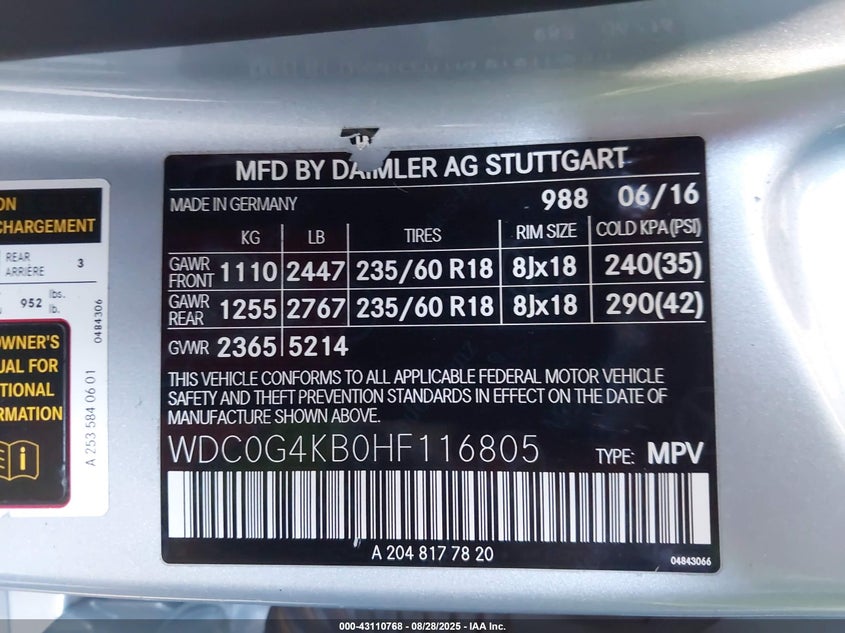 ON
CHARGEMENT
REAR
ARRIÈRE 3
952 lbs.
lb.
OWNER'S
UAL FOR
TIONAL
RMATION
0484306
A 253 584 06 01
MFD BY DAIMLER AG STUTTGART
MADE IN GERMANY 988 06/16
KG LB TIRES RIM SIZE COLD KPA (PSI)
GAWR FRONT 1110 2447 235/60 R18 8Jx18 240(35)
GAWR REAR 1255 2767 235/60 R18 8Jx18 290(42)
GVWR 2365 5214
THIS VEHICLE CONFORMS TO ALL APPLICABLE FEDERAL MOTOR VEHICLE
SAFETY AND THEFT PREVENTION STANDARDS IN EFFECT ON THE DATE OF
MANUFACTURE SHOWN ABOVE.
WDC0G4KB0HF116805 TYPE: MPV
A 204 817 78 20
04843066
000-43110768 - 08/28/2025 - IAA, Inc.